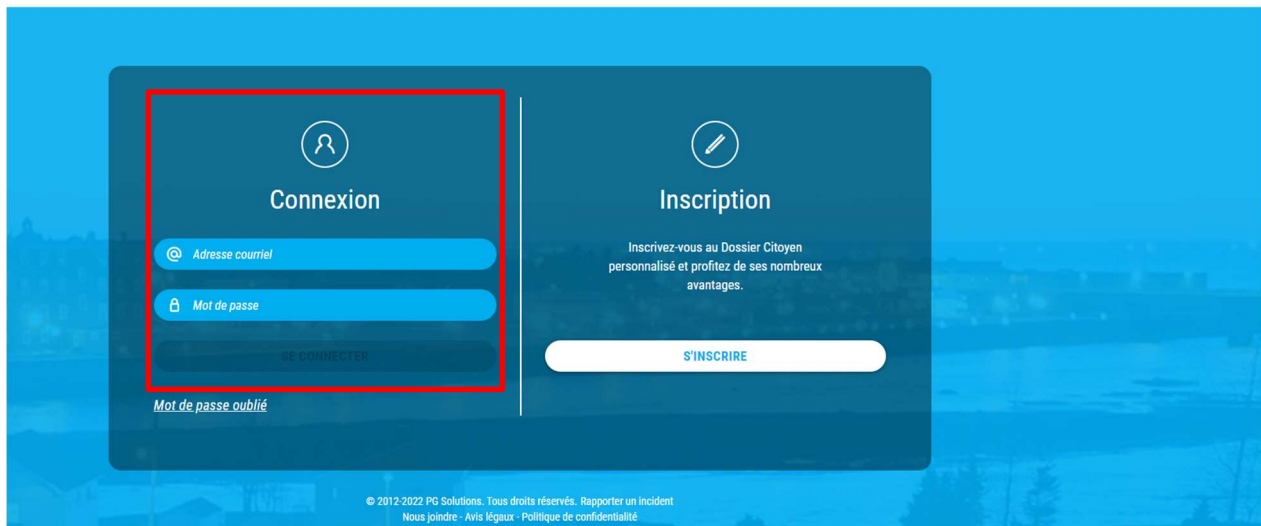 Connexion
@ Adresse courriel
Mot de passe
SE CONNECTER
Mot de passe oublié
Inscription
Inscrivez-vous au Dossier Citoyen
personnalisé et profitez de ses nombreux
avantages.
S'INSCRIRE
© 2012-2022 PG Solutions. Tous droits réservés. Rapporter un incident
Nous joindre - Avis légaux - Politique de confidentialité